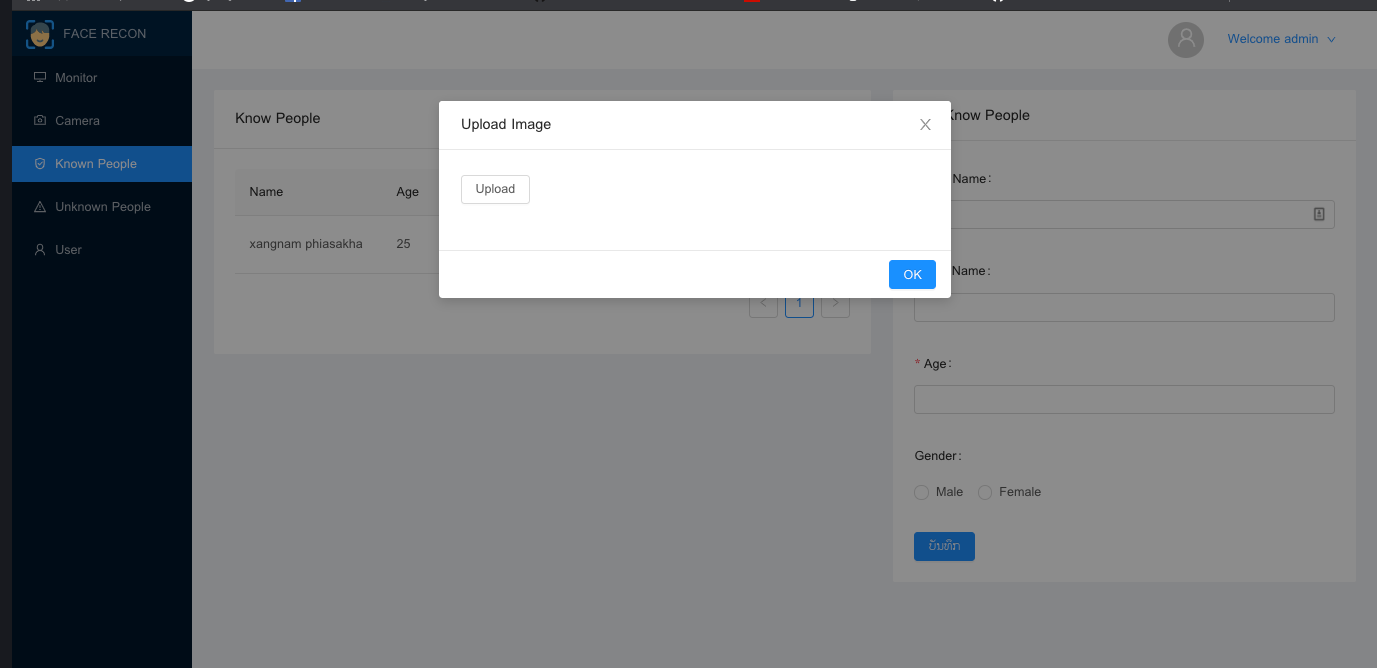 FACE RECON
Welcome admin
Monitor
Camera
Known People
Unknown People
User
Know People
Name
Age
xangnam phiasakha
25
1
Upload Image
Upload
OK
Know People
Name :
Name :
* Age :
Gender :
Male
Female
ບັນທຶກ